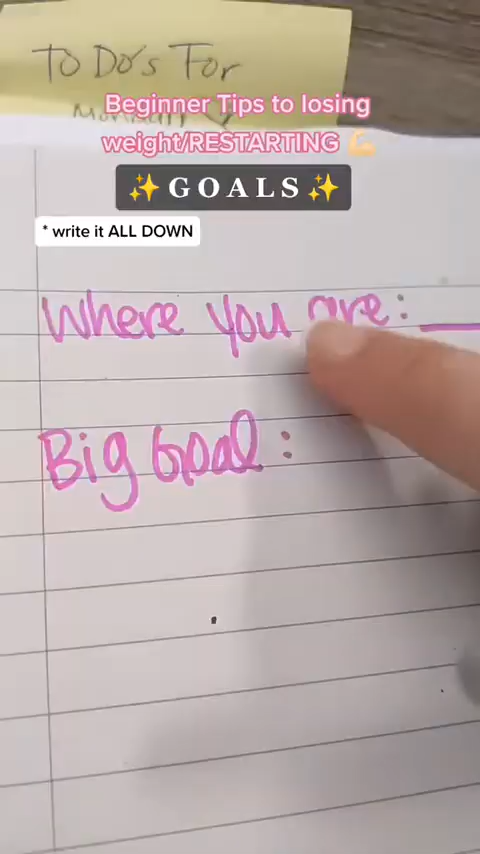 To Do's For
Monday
Beginner Tips to losing
weight/RESTARTING 💪
✨GOALS✨
* write it ALL DOWN
Where you are:
Big Goal: